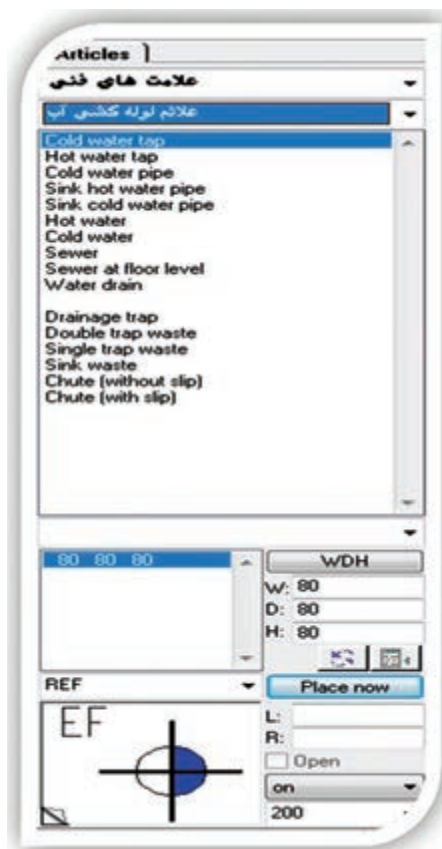 Articles
علامت های فنی
علائم لوله کشی آب
Cold water tap
Hot water tap
Cold water pipe
Sink hot water pipe
Sink cold water pipe
Hot water
Cold water
Sewer
Sewer at floor level
Water drain
Drainage trap
Double trap waste
Single trap waste
Sink waste
Chute (without slip)
Chute (with slip)
80 80 80
WDH
W: 80
D: 80
H: 80
REF
Place now
EF
L:
R:
Open
on
200